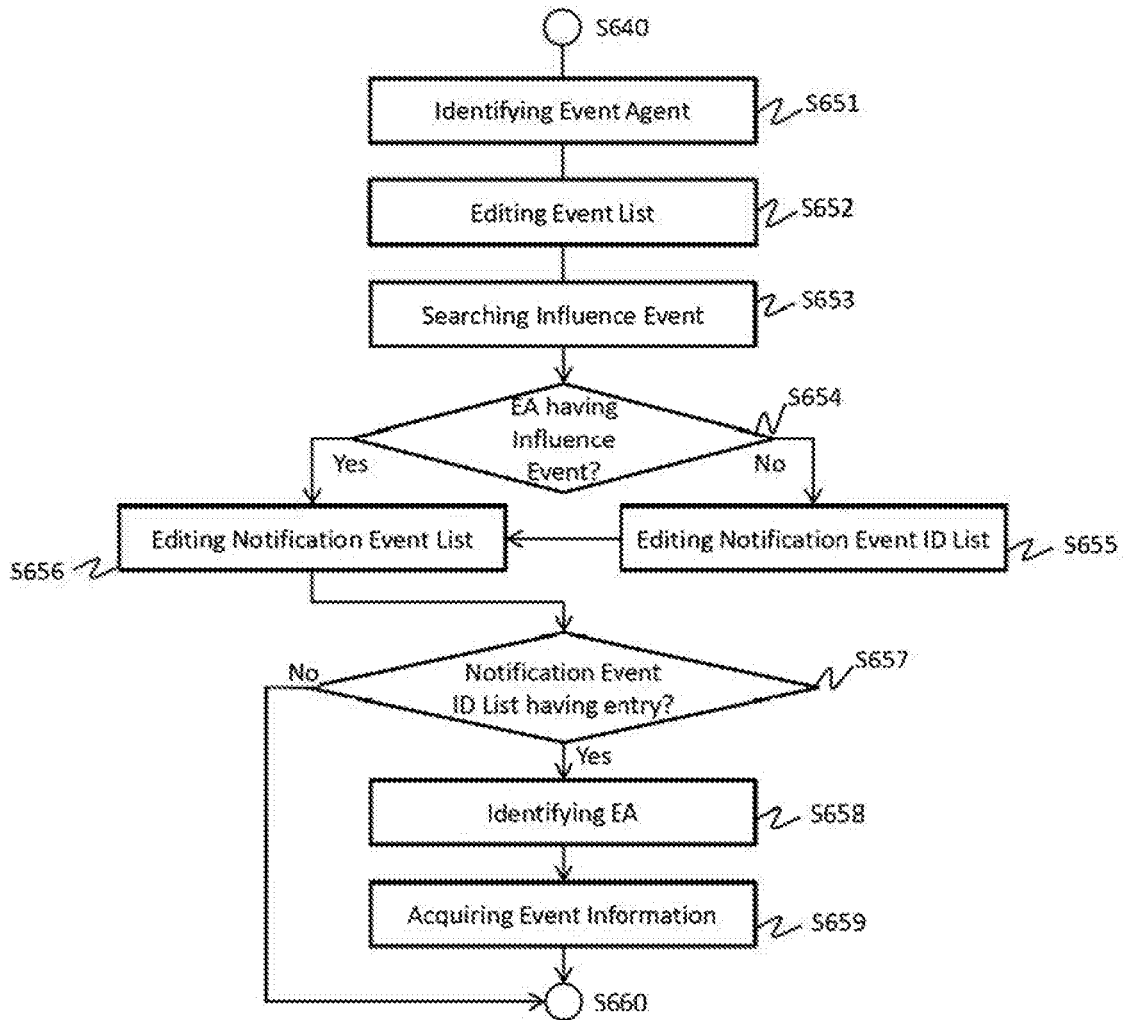 S640
Identifying Event Agent
S651
Editing Event List
S652
Searching Influence Event
S653
EA having
Influence
Event?
S654
Yes
No
Editing Notification Event List
Editing Notification Event ID List
S656
S655
No
Notification Event
ID List having entry?
S657
Yes
Identifying EA
S658
Acquiring Event Information
S659
S660